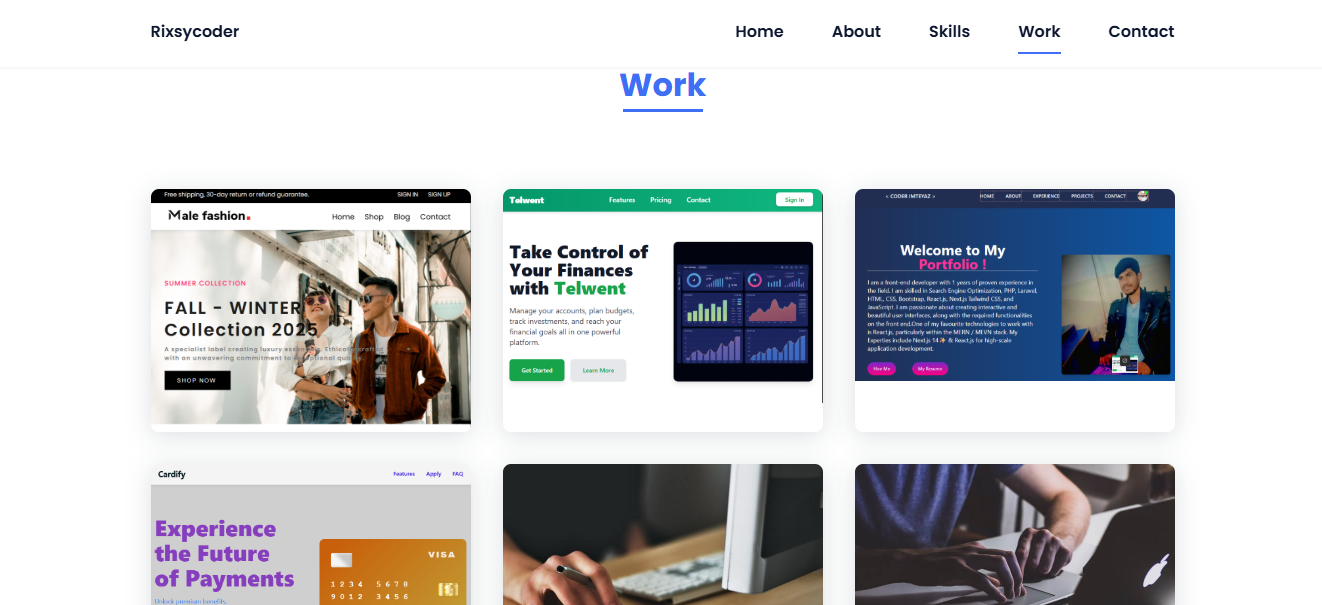 Rixsycoder
Home About Skills Work Contact
Work
Free shipping, 30-day return or refund guarantee. SIGN IN SIGN UP
Male fashion.
Home Shop Blog Contact
SUMMER COLLECTION
FALL - WINTER
Collection 2025
A specialist label creating luxury essentials. Ethically crafted
with an unwavering commitment to exceptional quality.
SHOP NOW
Telwent
Features Pricing Contact
Sign In
Take Control of
Your Finances
with Telwent
Manage your accounts, plan budgets,
track investments, and reach your
financial goals all in one powerful
platform.
Get Started Learn More
< CODER IMTEYAZ >
HOME ABOUT EXPERIENCE PROJECTS CONTACT
Welcome to My
Portfolio !
I am a front-end developer with 1 years of proven experience in
the field. I am skilled in Search Engine Optimization, PHP, Laravel,
HTML, CSS, Bootstrap, React.js, Next.js Tailwind CSS, and
JavaScript. I am passionate about creating interactive and
beautiful user interfaces, along with the required functionalities
on the front end.One of my favourite technologies to work with
is React.js, particularly within the MERN / MEVN stack. My
Expertise include Next.js 14 & React.js for high-scale
application development.
Hire Me My Resume
Cardify
Features Apply FAQ
Experience
the Future
of Payments
Unlock premium benefits.
VISA
1234 5678
9012 3456